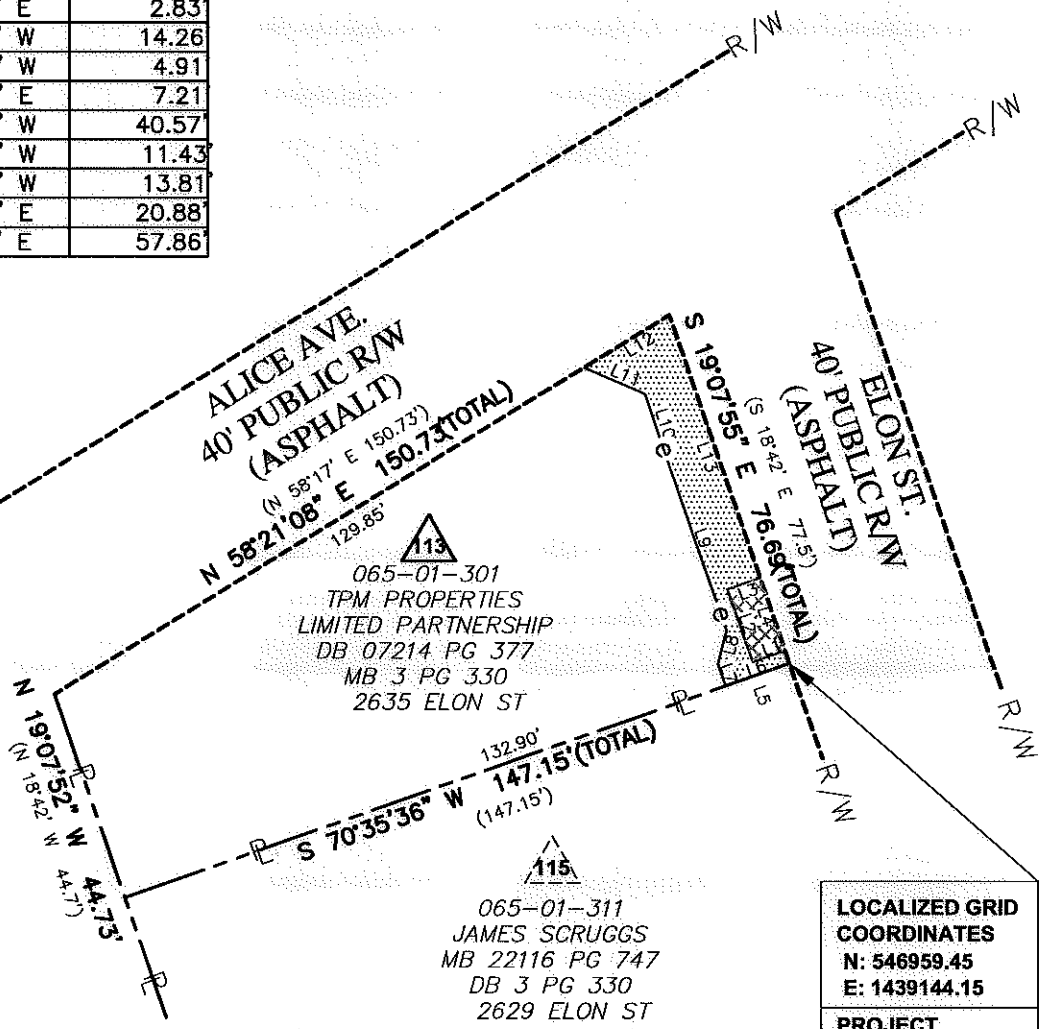 E 2.83'
W 14.26
W 4.91
E 7.21
W 40.57'
W 11.43'
W 13.81'
E 20.88'
E 57.86'
R/W
R/W
ALICE AVE.
40' PUBLIC R/W
(ASPHALT)
(N 58°17' E 150.73')
N 58°21'08" E 150.73'(TOTAL)
129.85'
L12
L11
L10
e
L13
L9
e
L8
L7
L6
L5
S 19°07'55" E 76.69'(TOTAL)
(S 18°42' E 77.5')
ELON ST.
40' PUBLIC R/W
(ASPHALT)
113
065-01-301
TPM PROPERTIES
LIMITED PARTNERSHIP
DB 07214 PG 377
MB 3 PG 330
2635 ELON ST
N 19°07'52" W 44.73'
(N 18°42' W 44.7')
PL
PL
PL
PL
132.90'
S 70°35'36" W 147.15'(TOTAL)
(147.15')
R/W
R/W
115
065-01-311
JAMES SCRUGGS
MB 22116 PG 747
DB 3 PG 330
2629 ELON ST
LOCALIZED GRID
COORDINATES
N: 546959.45
E: 1439144.15
PROJECT